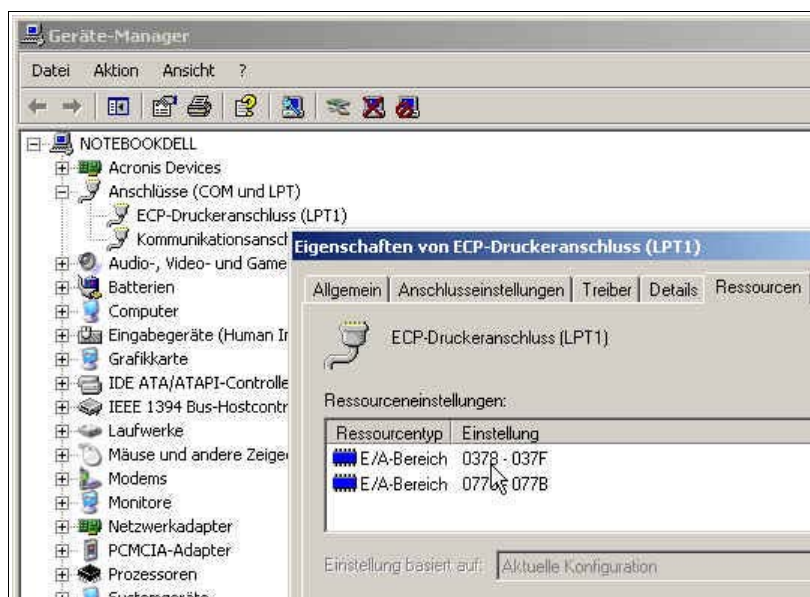 Geräte-Manager
Datei Aktion Ansicht ?
NOTEBOOKDELL
Acronis Devices
Anschlüsse (COM und LPT)
ECP-Druckeranschluss (LPT1)
Kommunikationsansch
Audio-, Video- und Game
Batterien
Computer
Eingabegeräte (Human In
Grafikkarte
IDE ATA/ATAPI-Controlle
IEEE 1394 Bus-Hostcontr
Laufwerke
Mäuse und andere Zeige
Modems
Monitore
Netzwerkadapter
PCMCIA-Adapter
Prozessoren
Systemgeräte
Eigenschaften von ECP-Druckeranschluss (LPT1)
Allgemein Anschlusseinstellungen Treiber Details Ressourcen
ECP-Druckeranschluss (LPT1)
Ressourceneinstellungen:
Ressourcentyp Einstellung
E/A-Bereich 0378 - 037F
E/A-Bereich 077B
Einstellung basiert auf: Aktuelle Konfiguration